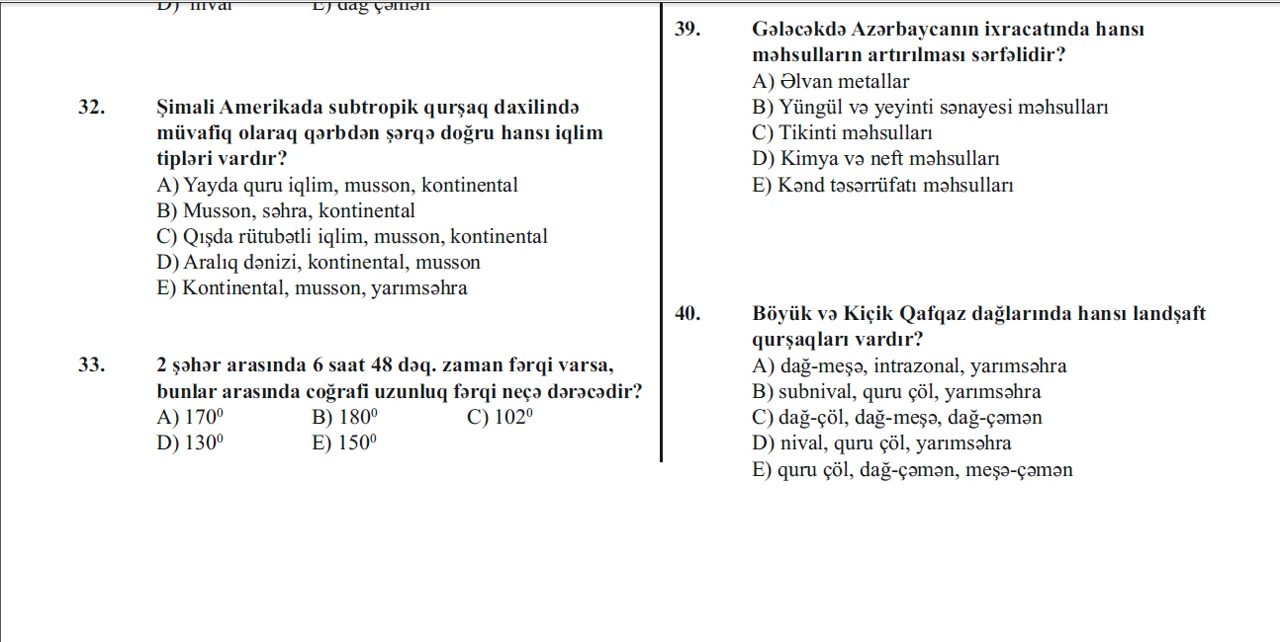 D) nival E) dağ çəmən
32. Şimali Amerikada subtropik qurşaq daxilində
müvafiq olaraq qərbdən şərqə doğru hansı iqlim
tipləri vardır?
A) Yayda quru iqlim, musson, kontinental
B) Musson, səhra, kontinental
C) Qışda rütubətli iqlim, musson, kontinental
D) Aralıq dənizi, kontinental, musson
E) Kontinental, musson, yarımsəhra
33. 2 şəhər arasında 6 saat 48 dəq. zaman fərqi varsa,
bunlar arasında coğrafi uzunluq fərqi neçə dərəcədir?
A) 170⁰ B) 180⁰ C) 102⁰
D) 130⁰ E) 150⁰
39. Gələcəkdə Azərbaycanın ixracatında hansı
məhsulların artırılması sərfəlidir?
A) Əlvan metallar
B) Yüngül və yeyinti sənayesi məhsulları
C) Tikinti məhsulları
D) Kimya və neft məhsulları
E) Kənd təsərrüfatı məhsulları
40. Böyük və Kiçik Qafqaz dağlarında hansı landşaft
qurşaqları vardır?
A) dağ-meşə, intrazonal, yarımsəhra
B) subnival, quru çöl, yarımsəhra
C) dağ-çöl, dağ-meşə, dağ-çəmən
D) nival, quru çöl, yarımsəhra
E) quru çöl, dağ-çəmən, meşə-çəmən